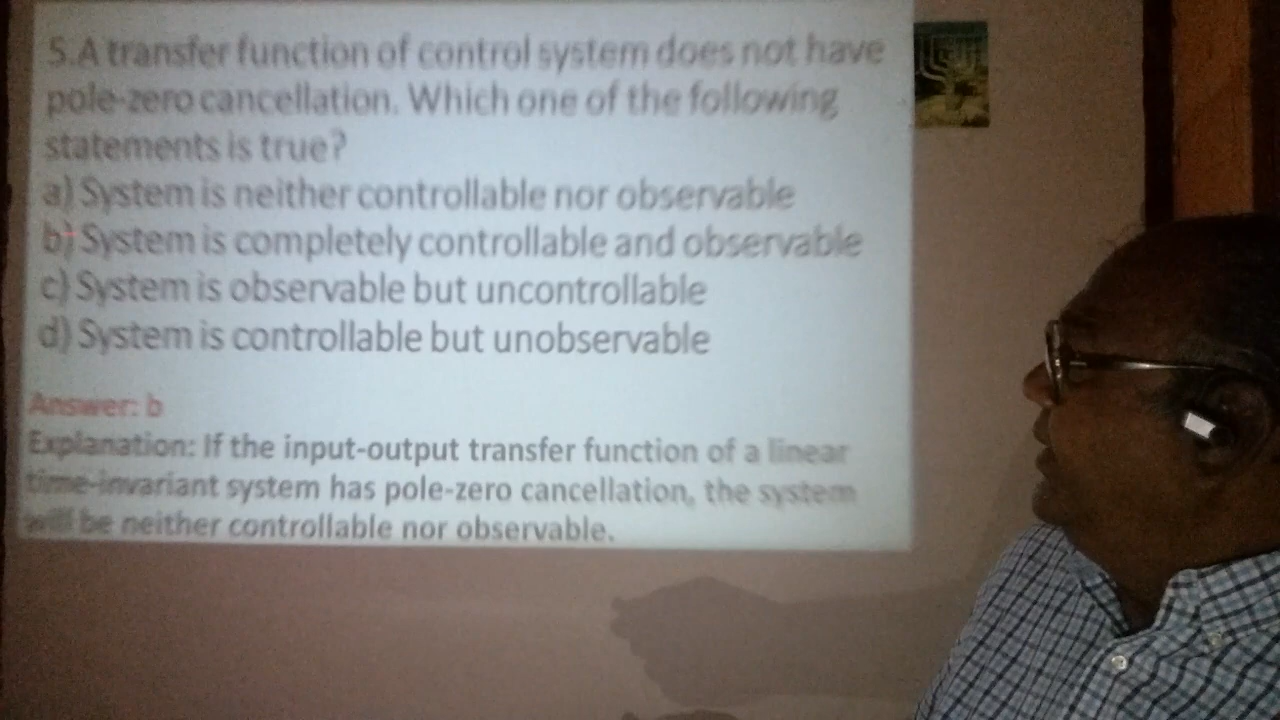 5.A transfer function of control system does not have
pole-zero cancellation. Which one of the following
statements is true?
a) System is neither controllable nor observable
b) System is completely controllable and observable
c) System is observable but uncontrollable
d) System is controllable but unobservable
Answer: b
Explanation: If the input-output transfer function of a linear
time-invariant system has pole-zero cancellation, the system
will be neither controllable nor observable.